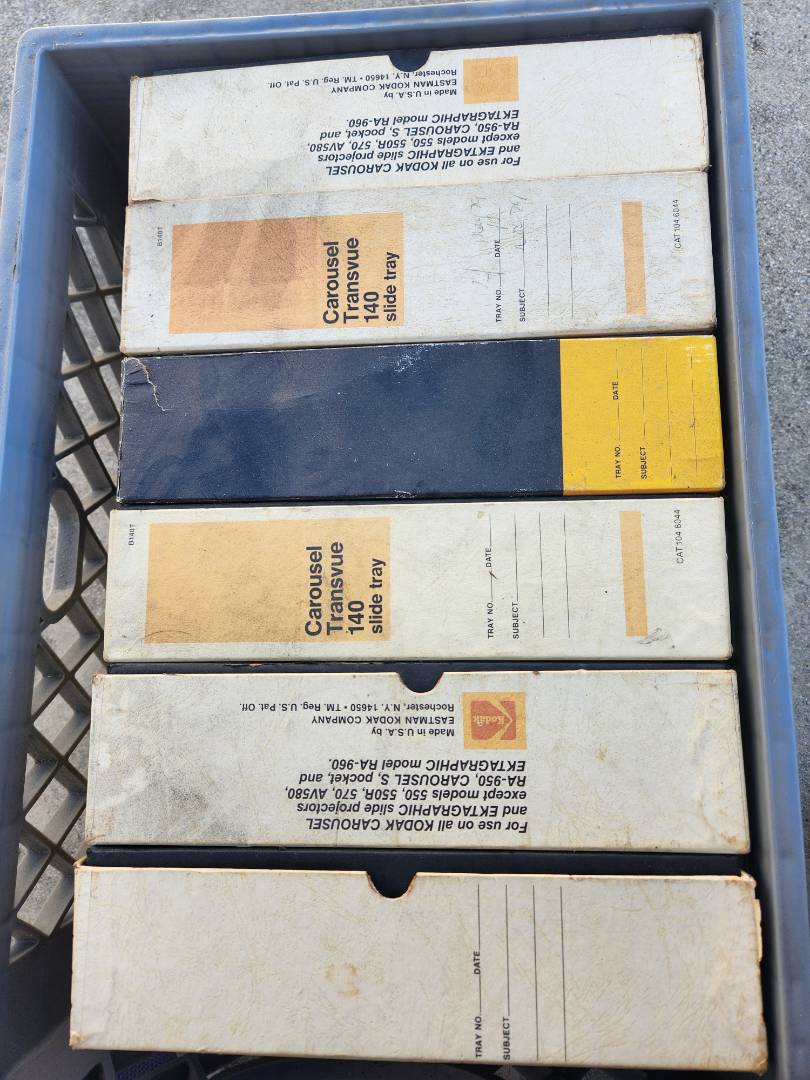 For use on all KODAK CAROUSEL
and EKTAGRAPHIC slide projectors
except models 550, 550R, 570, AV580,
RA-950, CAROUSEL S, pocket, and
EKTAGRAPHIC model RA-960.
Made in U.S.A. by
EASTMAN KODAK COMPANY
Rochester, N.Y. 14650 • TM. Reg. U.S. Pat. Off.
B140T
Carousel
Transvue
140
slide tray
TRAY NO. DATE
SUBJECT
CAT 104 6044
TRAY NO. DATE
SUBJECT
B140T
Carousel
Transvue
140
slide tray
TRAY NO. DATE
SUBJECT
CAT 104 6044
For use on all KODAK CAROUSEL
and EKTAGRAPHIC slide projectors
except models 550, 550R, 570, AV580,
RA-950, CAROUSEL S, pocket, and
EKTAGRAPHIC model RA-960.
Kodak
Made in U.S.A. by
EASTMAN KODAK COMPANY
Rochester, N.Y. 14650 • TM. Reg. U.S. Pat. Off.
TRAY NO. DATE
SUBJECT